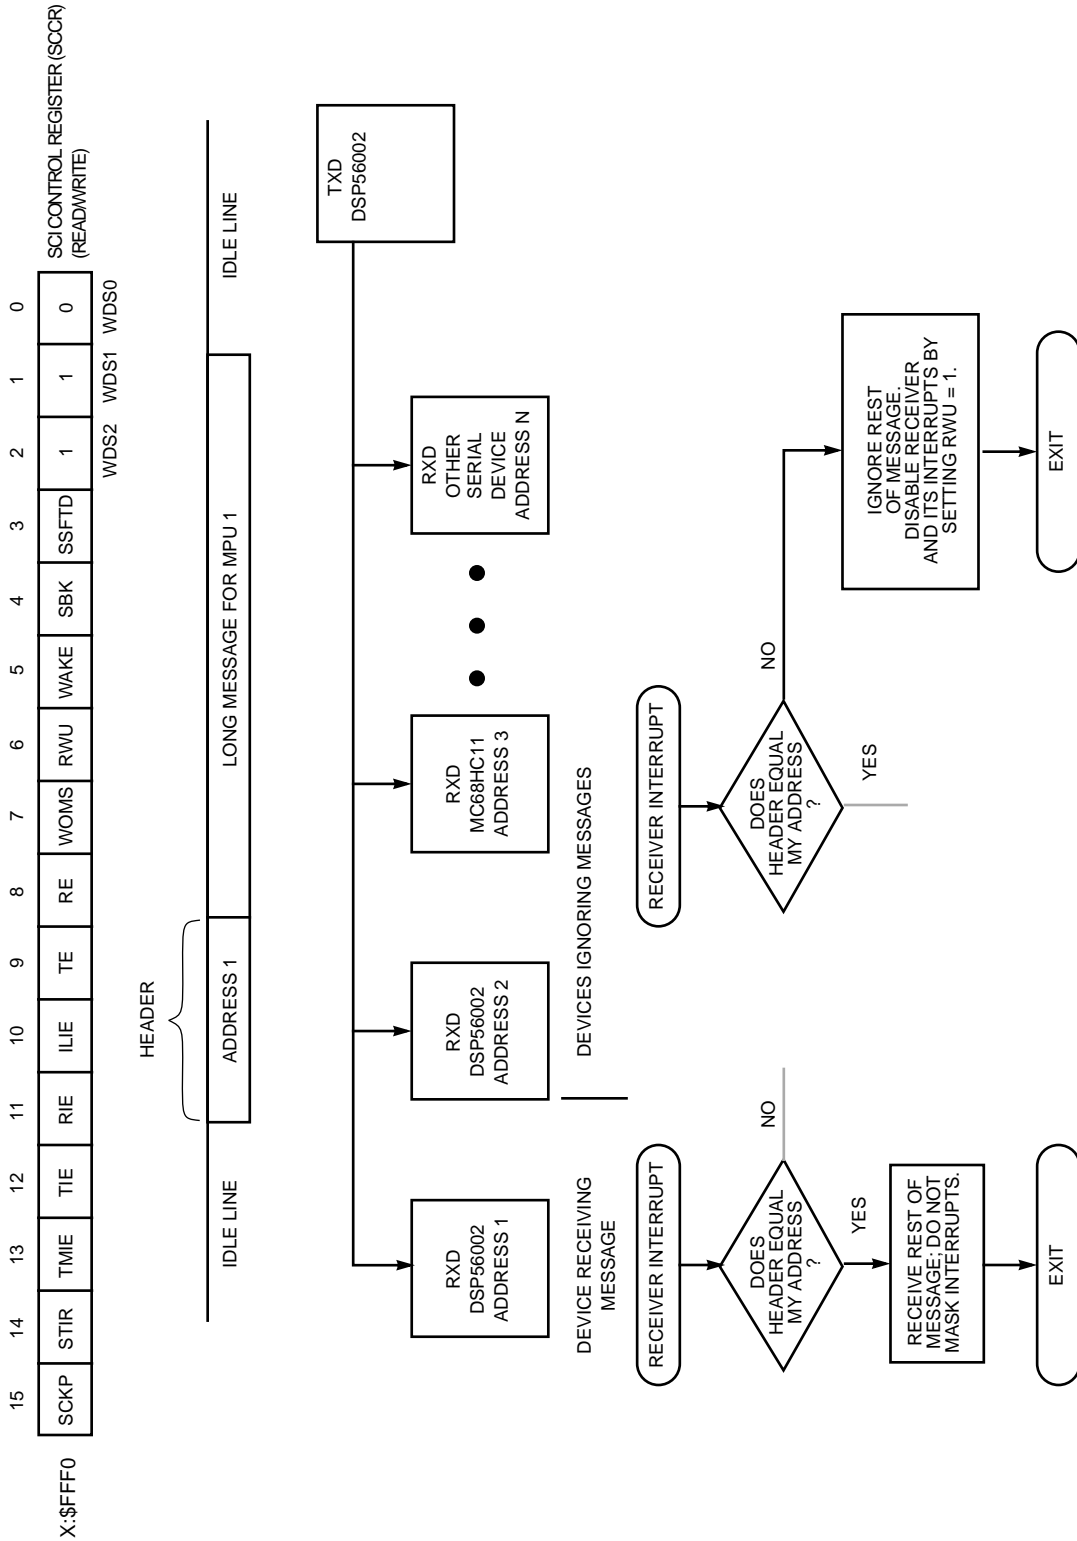 15 14 13 12 11 10 9 8 7 6 5 4 3 2 1 0
X:$FFF0 SCKP STIR TMIE TIE RIE ILIE TE RE WOMS RWU WAKE SBK SSFTD 1 1 0 SCI CONTROL REGISTER (SCCR)
(READ/WRITE)
WDS2 WDS1 WDS0
HEADER
IDLE LINE ADDRESS 1 LONG MESSAGE FOR MPU 1 IDLE LINE
TXD
DSP56002
RXD
DSP56002
ADDRESS 1
RXD
DSP56002
ADDRESS 2
RXD
MC68HC11
ADDRESS 3
RXD
OTHER
SERIAL
DEVICE
ADDRESS N
DEVICE RECEIVING
MESSAGE
DEVICES IGNORING MESSAGES
RECEIVER INTERRUPT
DOES
HEADER EQUAL
MY ADDRESS
?
NO
YES
RECEIVE REST OF
MESSAGE; DO NOT
MASK INTERRUPTS.
EXIT
RECEIVER INTERRUPT
DOES
HEADER EQUAL
MY ADDRESS
?
NO
YES
IGNORE REST
OF MESSAGE.
DISABLE RECEIVER
AND ITS INTERRUPTS BY
SETTING RWU = 1.
EXIT